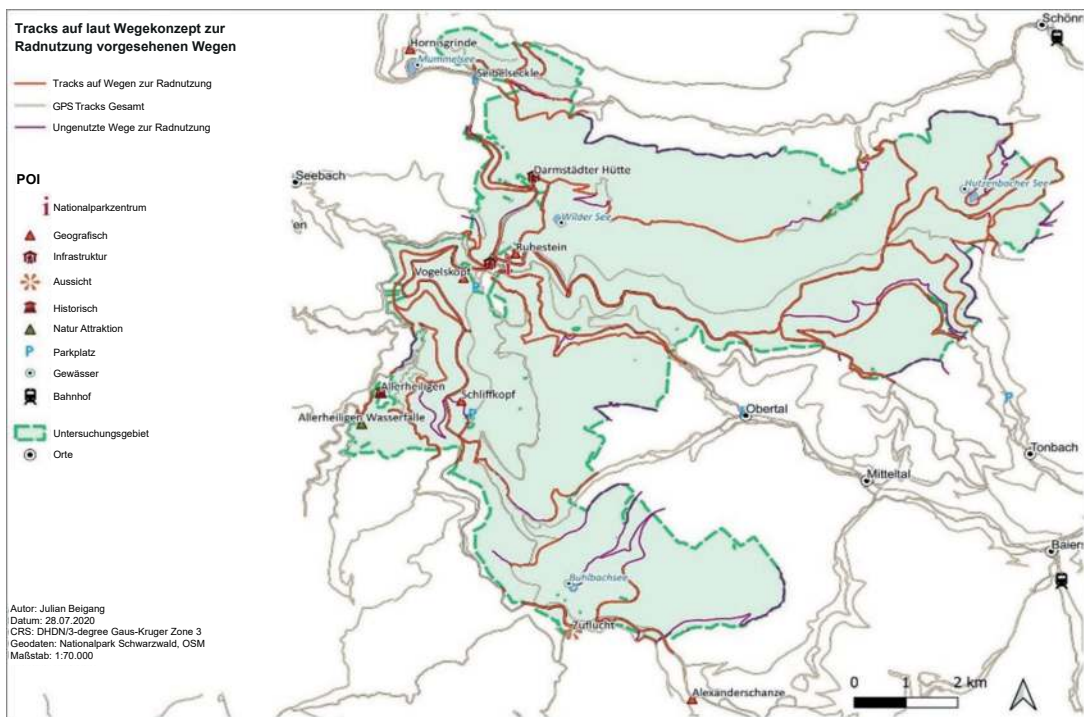 Tracks auf laut Wegekonzept zur
Radnutzung vorgesehenen Wegen
Tracks auf Wegen zur Radnutzung
GPS Tracks Gesamt
Ungenutzte Wege zur Radnutzung
POI
Nationalparkzentrum
Geografisch
Infrastruktur
Aussicht
Historisch
Natur Attraktion
P Parkplatz
Gewässer
Bahnhof
Untersuchungsgebiet
Orte
Autor: Julian Beigang
Datum: 28.07.2020
CRS: DHDN/3-degree Gaus-Kruger Zone 3
Geodaten: Nationalpark Schwarzwald, OSM
Maßstab: 1:70.000
Schönm
Hornisgrinde
Mummelsee
Seibelseckle
Seebach
Darmstädter Hütte
Hutzenbacher See
Wilder See
en
Ruhestein
Vogelskopf
P
Allerheiligen
Schliffkopf
P
P
Allerheiligen Wasserfälle
Obertal
Tonbach
Mitteltal
Baiers
Buhlbachsee
Zuflucht
Alexanderschanze
0 1 2 km